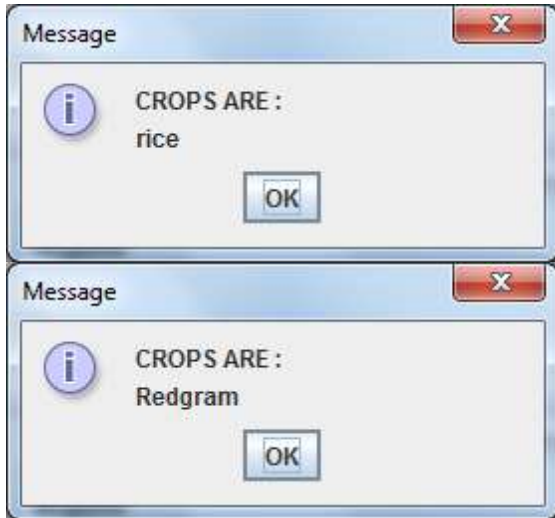 Message
CROPS ARE :
rice
OK
Message
CROPS ARE :
Redgram
OK